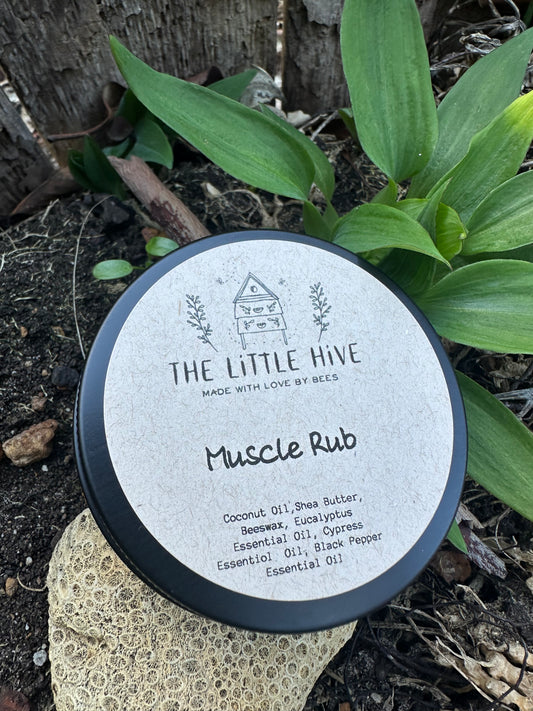 THE LiTTLE HiVE
MADE WITH LOVE BY BEES
Muscle Rub
Coconut Oil,Shea Butter,
Beeswax, Eucalyptus
Essential Oil, Cypress
Essentiol Oil, Black Pepper
Essential Oil